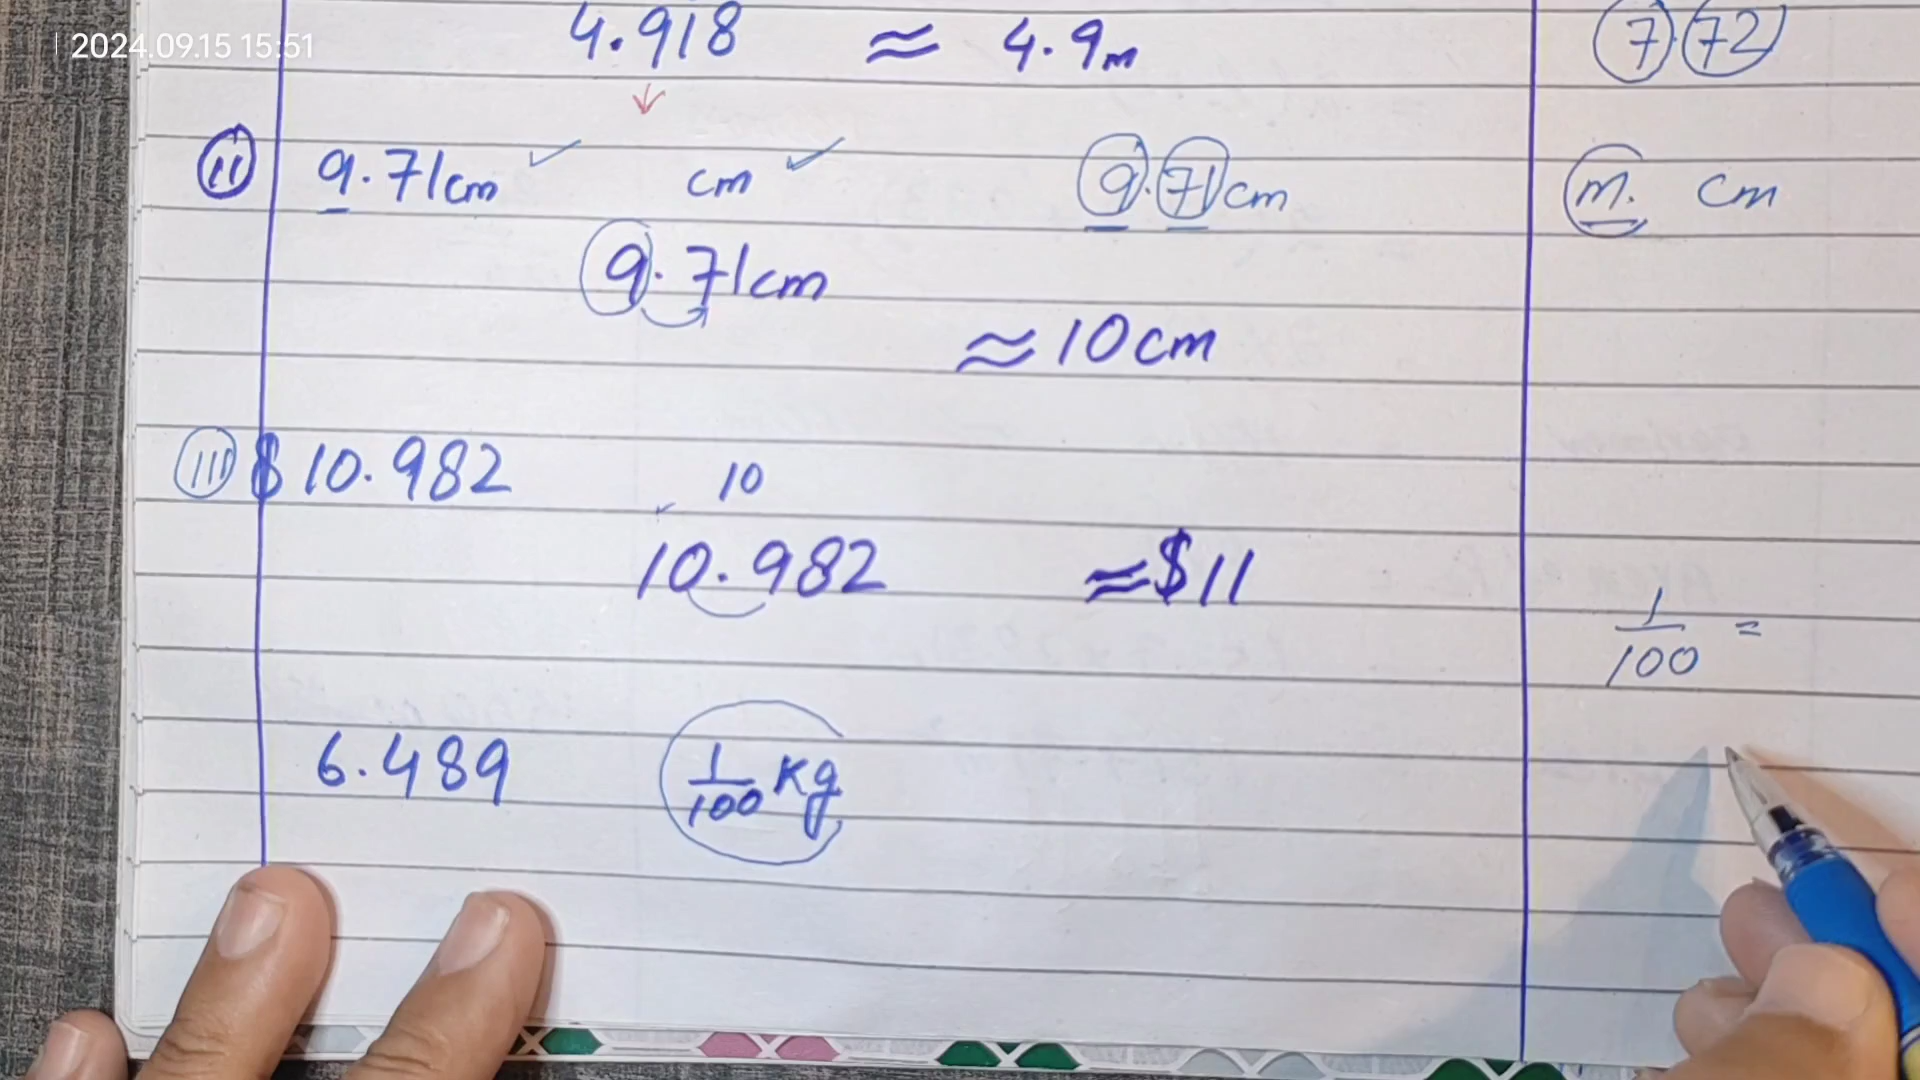 2024.09.15 15:51
4.918 ≈ 4.9m
7.72
(ii) 9.71cm ✓ cm ✓ 9.71cm m. cm
9.71cm
≈ 10cm
(iii) $ 10.982 10
10.982 ≈ $11
1/100 =
6.489 1/100 Kg